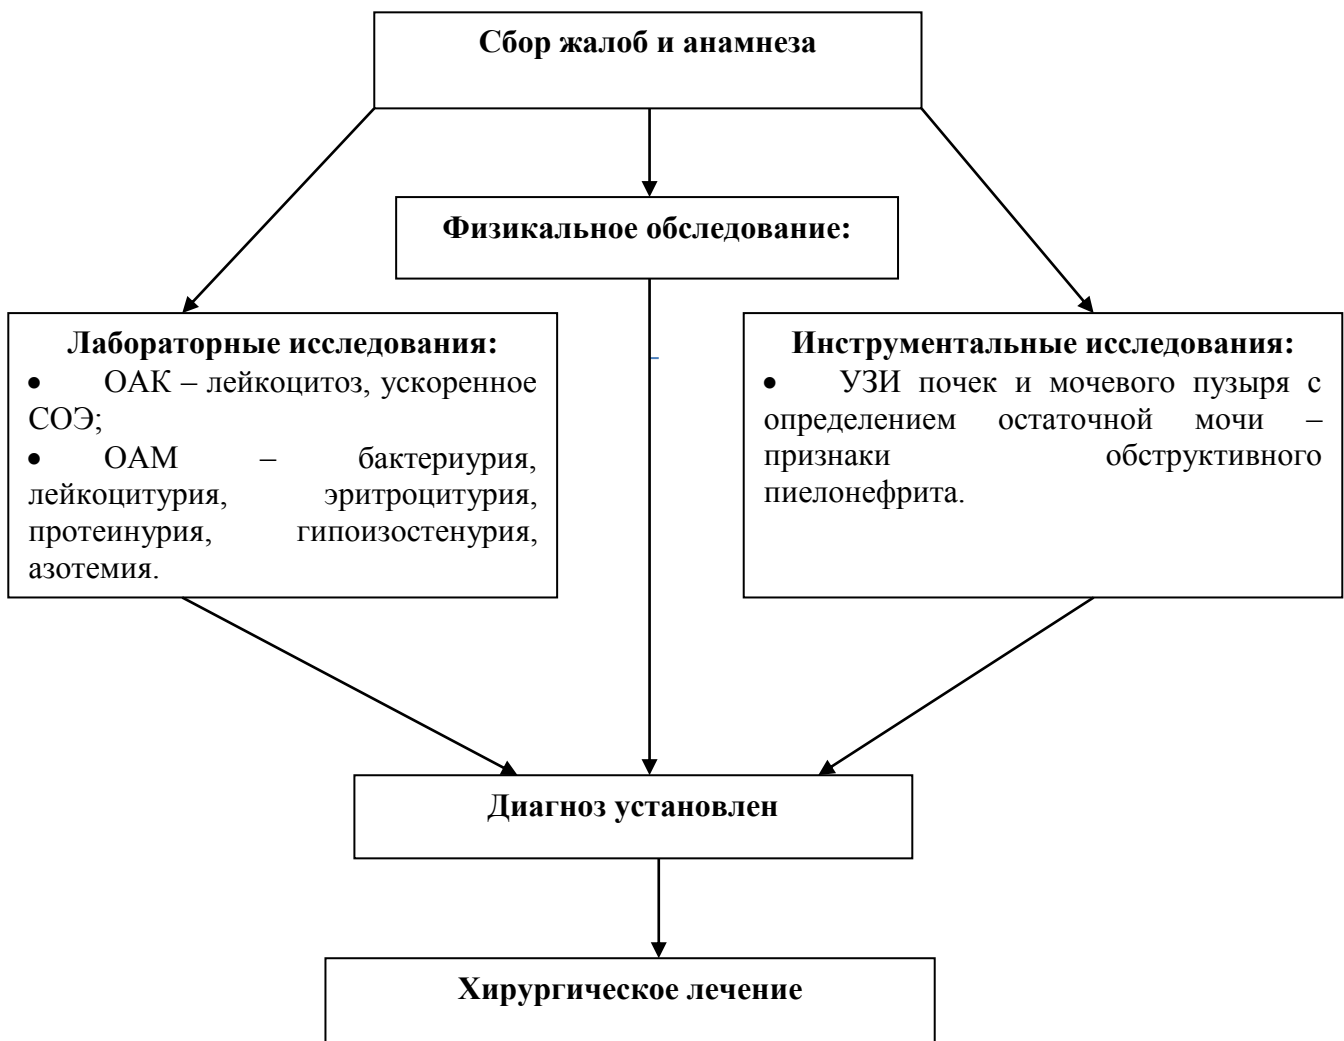 Сбор жалоб и анамнеза
Физикальное обследование:
Лабораторные исследования:
• ОАК – лейкоцитоз, ускоренное
СОЭ;
• ОАМ – бактериурия,
лейкоцитурия, эритроцитурия,
протеинурия, гипоизостенурия,
азотемия.
Инструментальные исследования:
• УЗИ почек и мочевого пузыря с
определением остаточной мочи –
признаки обструктивного
пиелонефрита.
Диагноз установлен
Хирургическое лечение